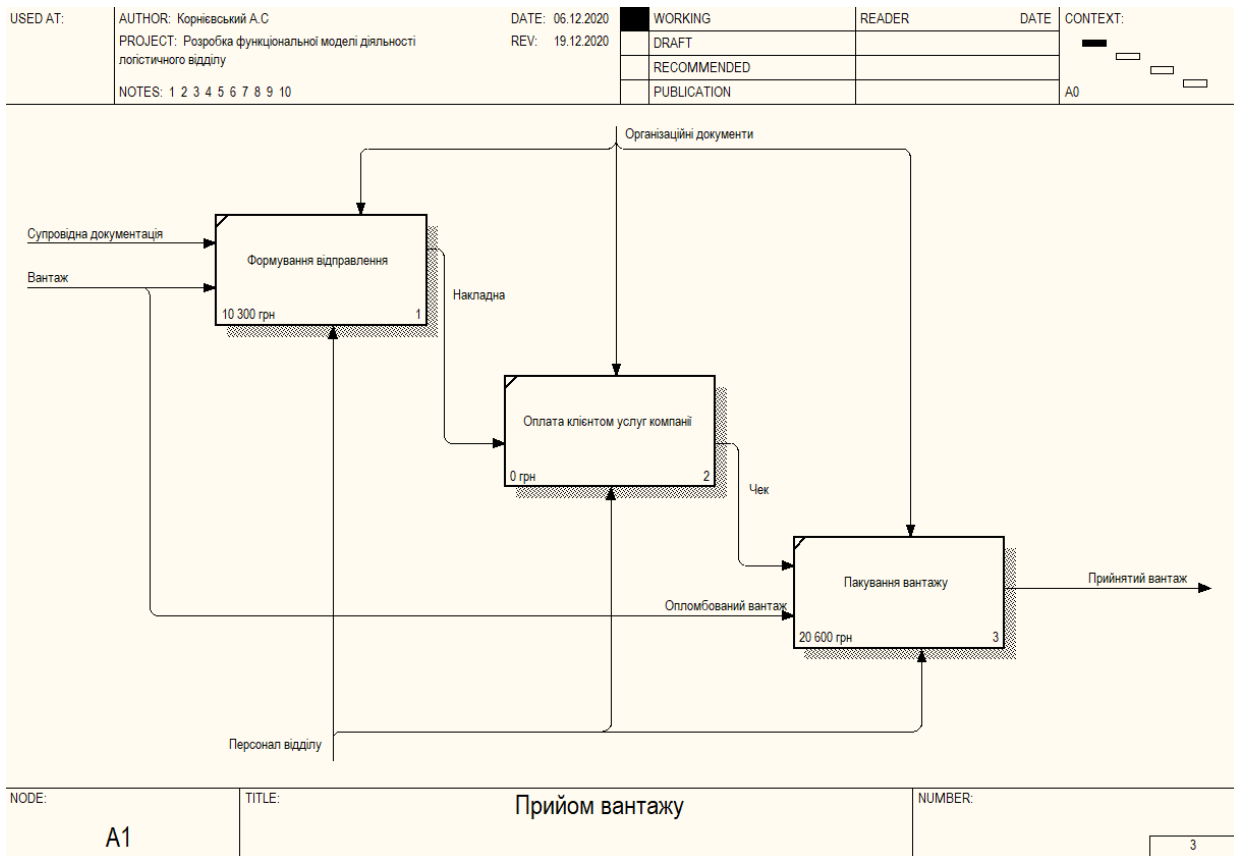 USED AT:
AUTHOR: Корнієвський А.С
DATE: 06.12.2020
REV: 19.12.2020
PROJECT: Розробка функціональної моделі діяльності
логістичного відділу
NOTES: 1 2 3 4 5 6 7 8 9 10
WORKING
DRAFT
RECOMMENDED
PUBLICATION
READER
DATE
CONTEXT:
A0
Організаційні документи
Супровідна документація
Вантаж
Формування відправлення
10 300 грн
1
Накладна
Оплата клієнтом услуг компанії
0 грн
2
Чек
Пакування вантажу
20 600 грн
3
Опломбований вантаж
Прийнятий вантаж
Персонал відділу
NODE:
A1
TITLE:
Прийом вантажу
NUMBER:
3